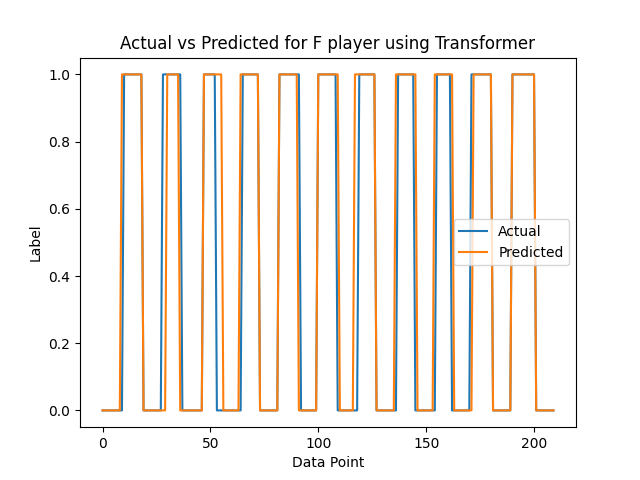 Actual vs Predicted for F player using Transformer
1.0
0.8
0.6
0.4
0.2
0.0
Label
Actual
Predicted
0
50
100
150
200
Data Point